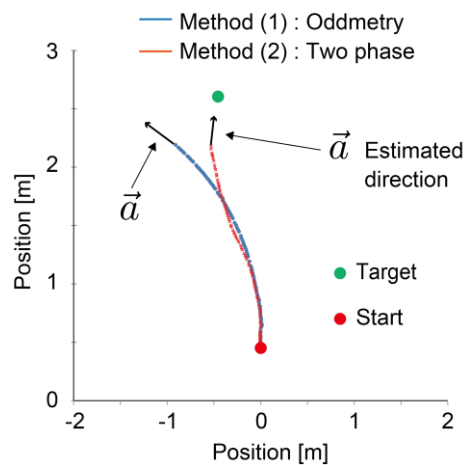 Method (1) : Oddmetry
Method (2) : Two phase
3
2
1
0
Position [m]
a
a
Estimated
direction
Target
Start
-2
-1
0
1
2
Position [m]